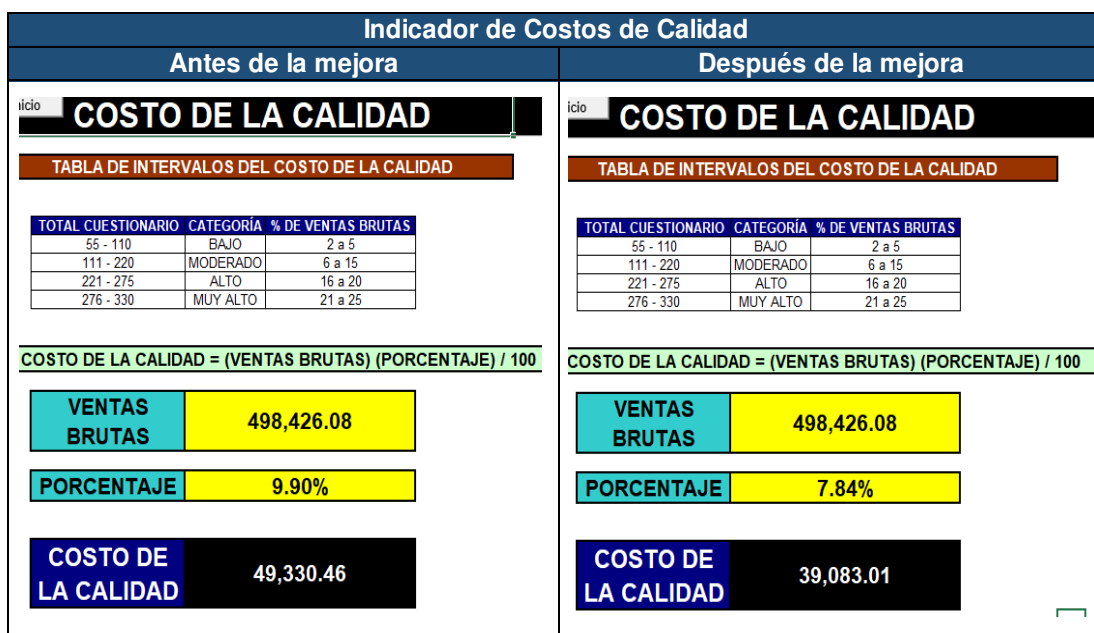 Indicador de Costos de Calidad
Antes de la mejora
nicio
COSTO DE LA CALIDAD
TABLA DE INTERVALOS DEL COSTO DE LA CALIDAD
TOTAL CUESTIONARIO CATEGORÍA % DE VENTAS BRUTAS
55 - 110 BAJO 2 a 5
111 - 220 MODERADO 6 a 15
221 - 275 ALTO 16 a 20
276 - 330 MUY ALTO 21 a 25
COSTO DE LA CALIDAD = (VENTAS BRUTAS) (PORCENTAJE) / 100
VENTAS
BRUTAS
498,426.08
PORCENTAJE 9.90%
COSTO DE
LA CALIDAD
49,330.46
Después de la mejora
icio
COSTO DE LA CALIDAD
TABLA DE INTERVALOS DEL COSTO DE LA CALIDAD
TOTAL CUESTIONARIO CATEGORÍA % DE VENTAS BRUTAS
55 - 110 BAJO 2 a 5
111 - 220 MODERADO 6 a 15
221 - 275 ALTO 16 a 20
276 - 330 MUY ALTO 21 a 25
COSTO DE LA CALIDAD = (VENTAS BRUTAS) (PORCENTAJE) / 100
VENTAS
BRUTAS
498,426.08
PORCENTAJE 7.84%
COSTO DE
LA CALIDAD
39,083.01